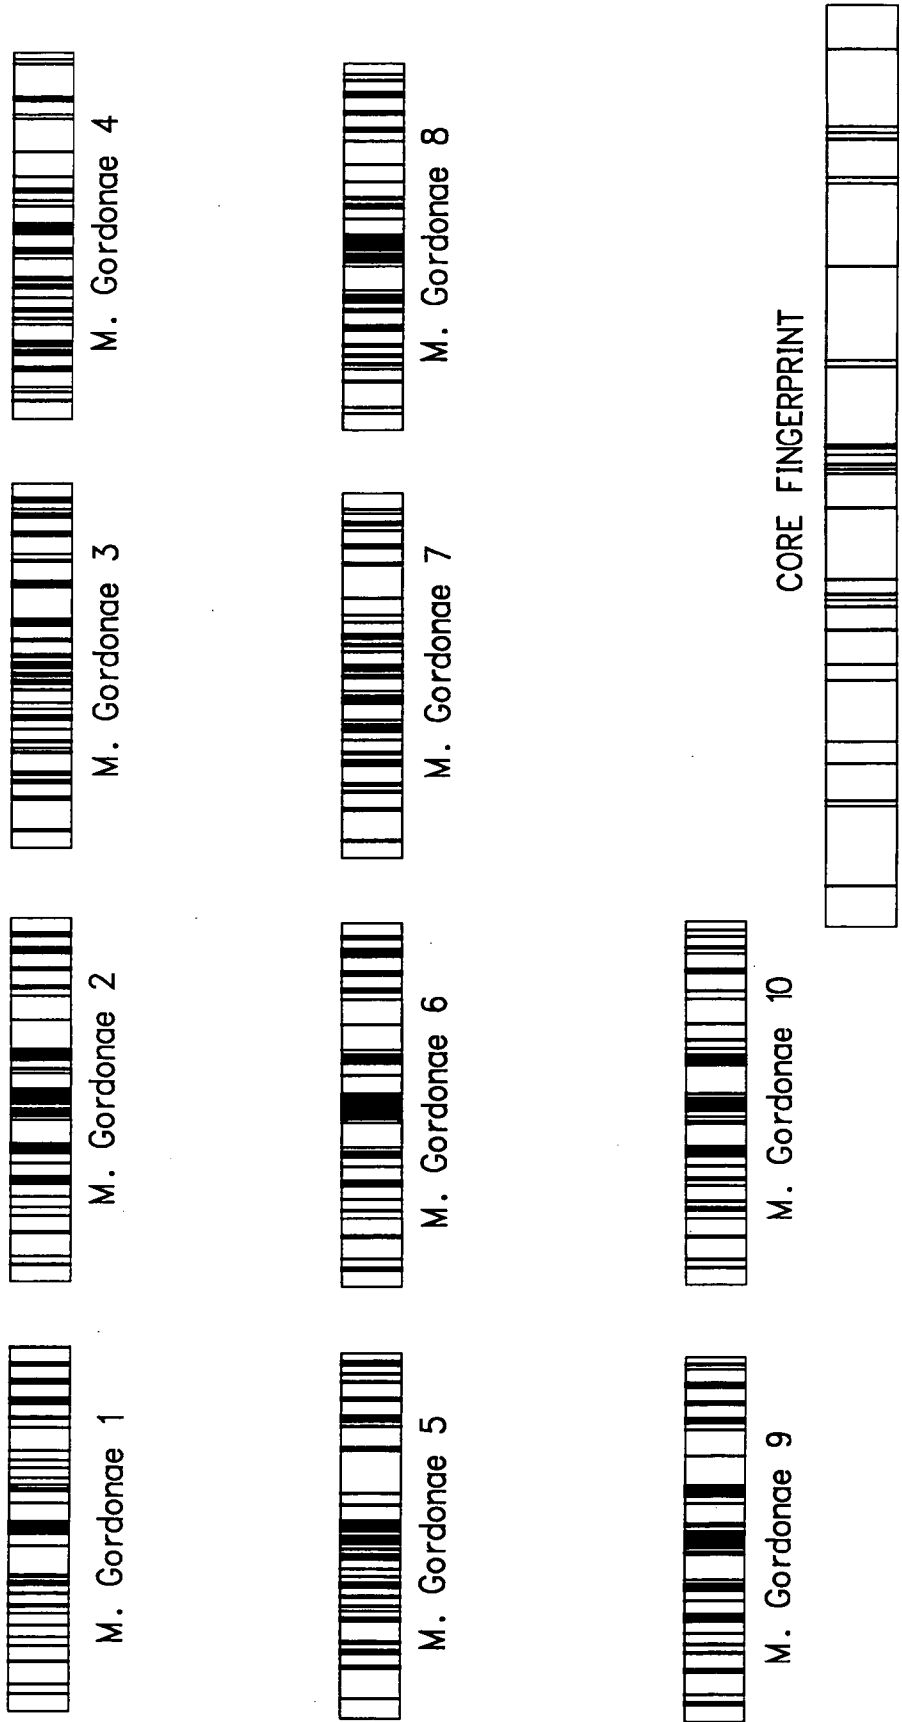 M. Gordonae 1
M. Gordonae 2
M. Gordonae 3
M. Gordonae 4
M. Gordonae 5
M. Gordonae 6
M. Gordonae 7
M. Gordonae 8
M. Gordonae 9
M. Gordonae 10
CORE FINGERPRINT